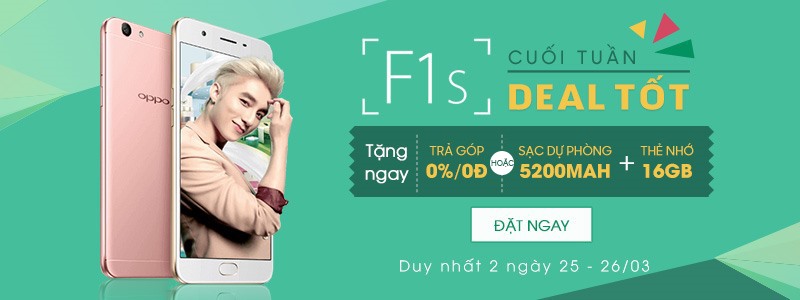 oppo
F1s
CUỐI TUẦN
DEAL TỐT
Tặng ngay
TRẢ GÓP
0%/0Đ
HOẶC
SẠC DỰ PHÒNG
5200MAH
+
THẺ NHỚ
16GB
ĐẶT NGAY
Duy nhất 2 ngày 25 - 26/03